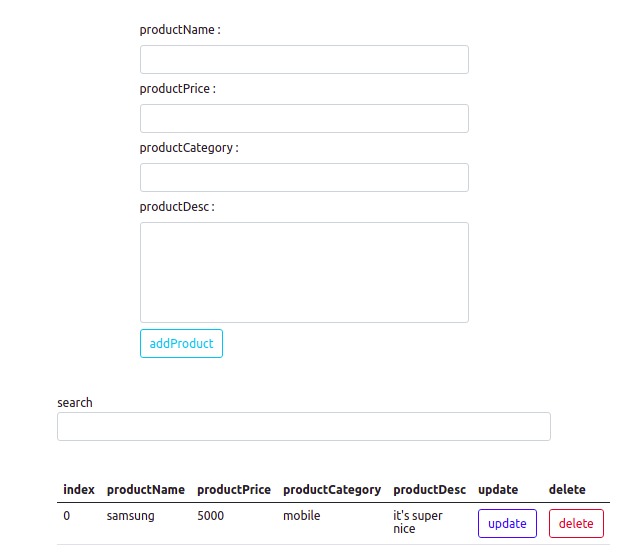 productName :
productPrice :
productCategory :
productDesc :
addProduct
search
index productName productPrice productCategory productDesc update delete
0 samsung 5000 mobile it's super nice update delete